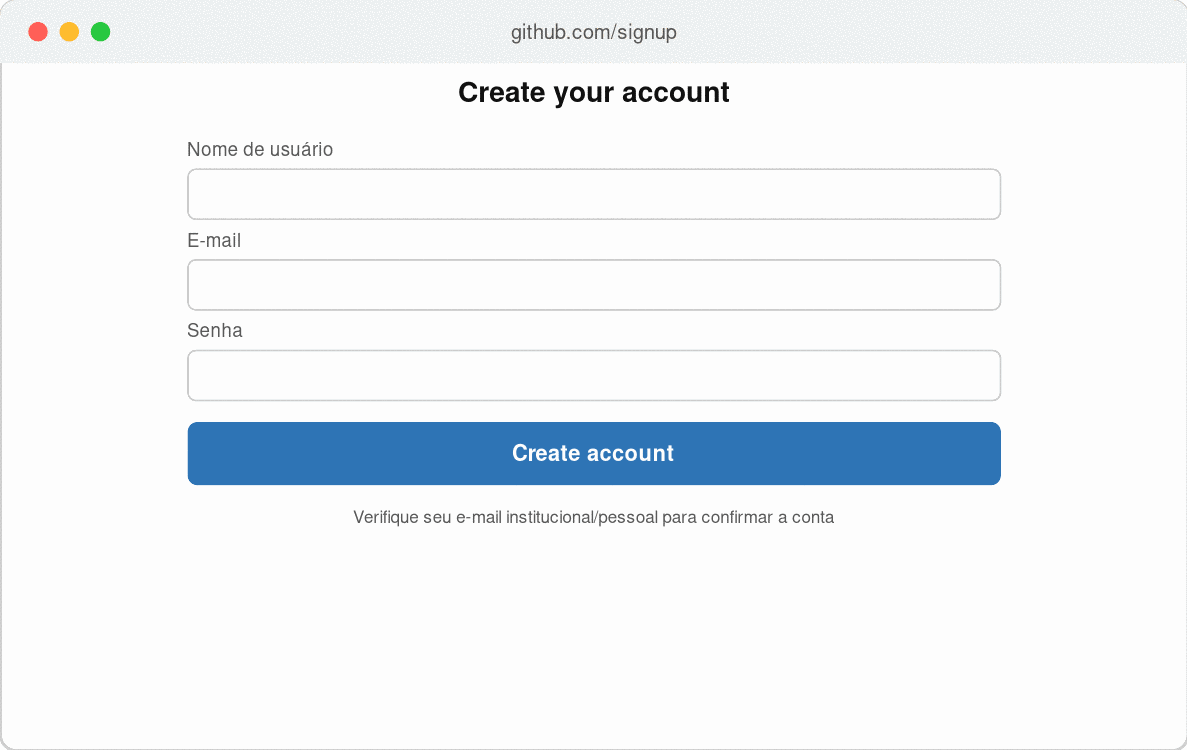 github.com/signup
Create your account
Nome de usuário
E-mail
Senha
Create account
Verifique seu e-mail institucional/pessoal para confirmar a conta